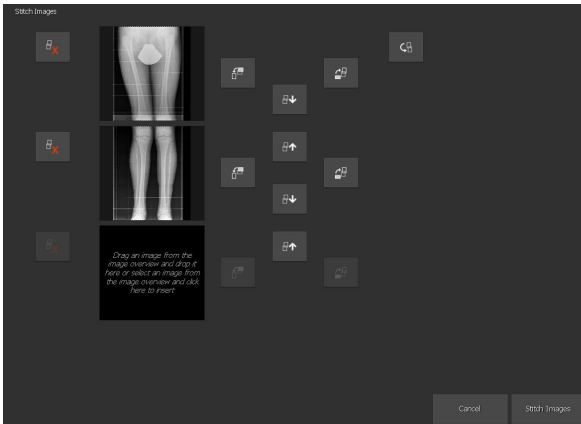 Stitch Images
Drag an image from the
image overview and drop it
here or select an image from
the image overview and click
here to insert
Cancel
Stitch Images